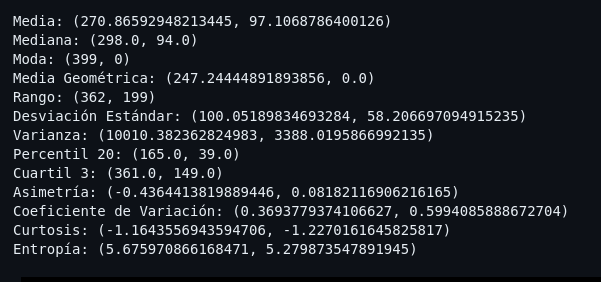 Media: (270.86592948213445, 97.1068786400126)
Mediana: (298.0, 94.0)
Moda: (399, 0)
Media Geométrica: (247.24444891893856, 0.0)
Rango: (362, 199)
Desviación Estándar: (100.05189834693284, 58.206697094915235)
Varianza: (10010.382362824983, 3388.0195866992135)
Percentil 20: (165.0, 39.0)
Cuartil 3: (361.0, 149.0)
Asimetría: (-0.4364413819889446, 0.08182116906216165)
Coeficiente de Variación: (0.3693779374106627, 0.5994085888672704)
Curtosis: (-1.1643556943594706, -1.2270161645825817)
Entropía: (5.675970866168471, 5.279873547891945)